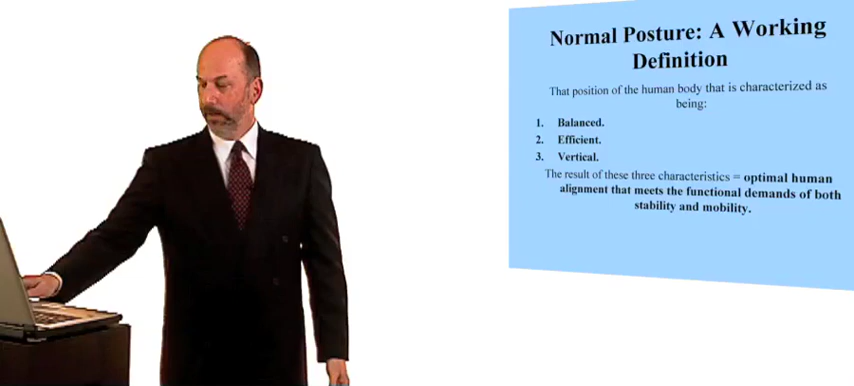 Normal Posture: A Working
Definition
That position of the human body that is characterized as
being:
1. Balanced.
2. Efficient.
3. Vertical.
The result of these three characteristics = optimal human
alignment that meets the functional demands of both
stability and mobility.